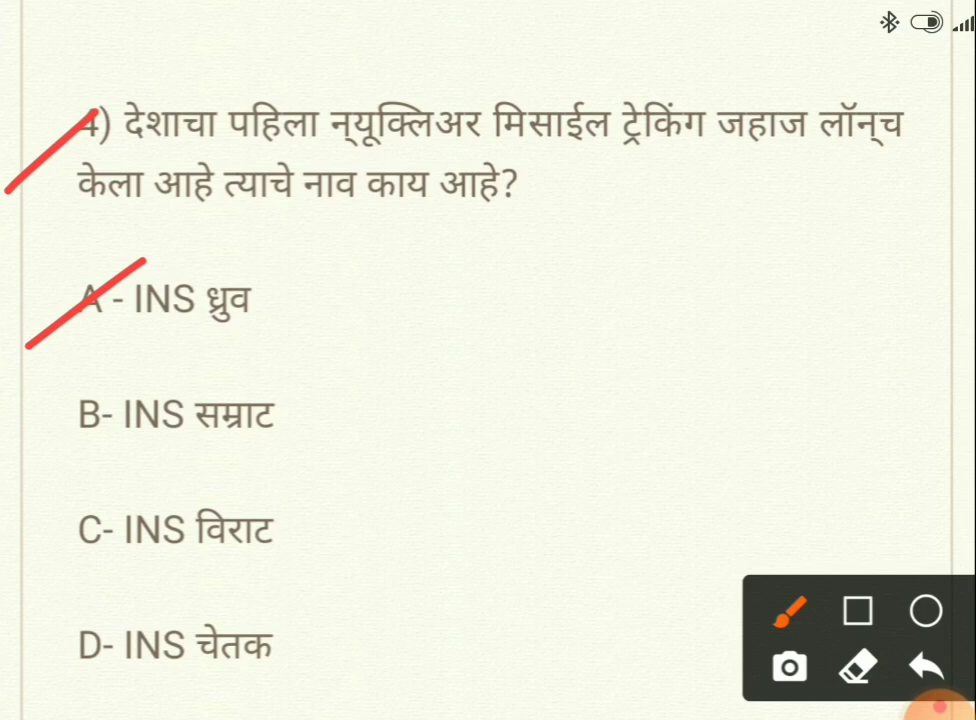 4) देशाचा पहिला न्यूक्लिअर मिसाईल ट्रेकिंग जहाज लॉन्च
केला आहे त्याचे नाव काय आहे?
A - INS ध्रुव
B- INS सम्राट
C- INS विराट
D- INS चेतक